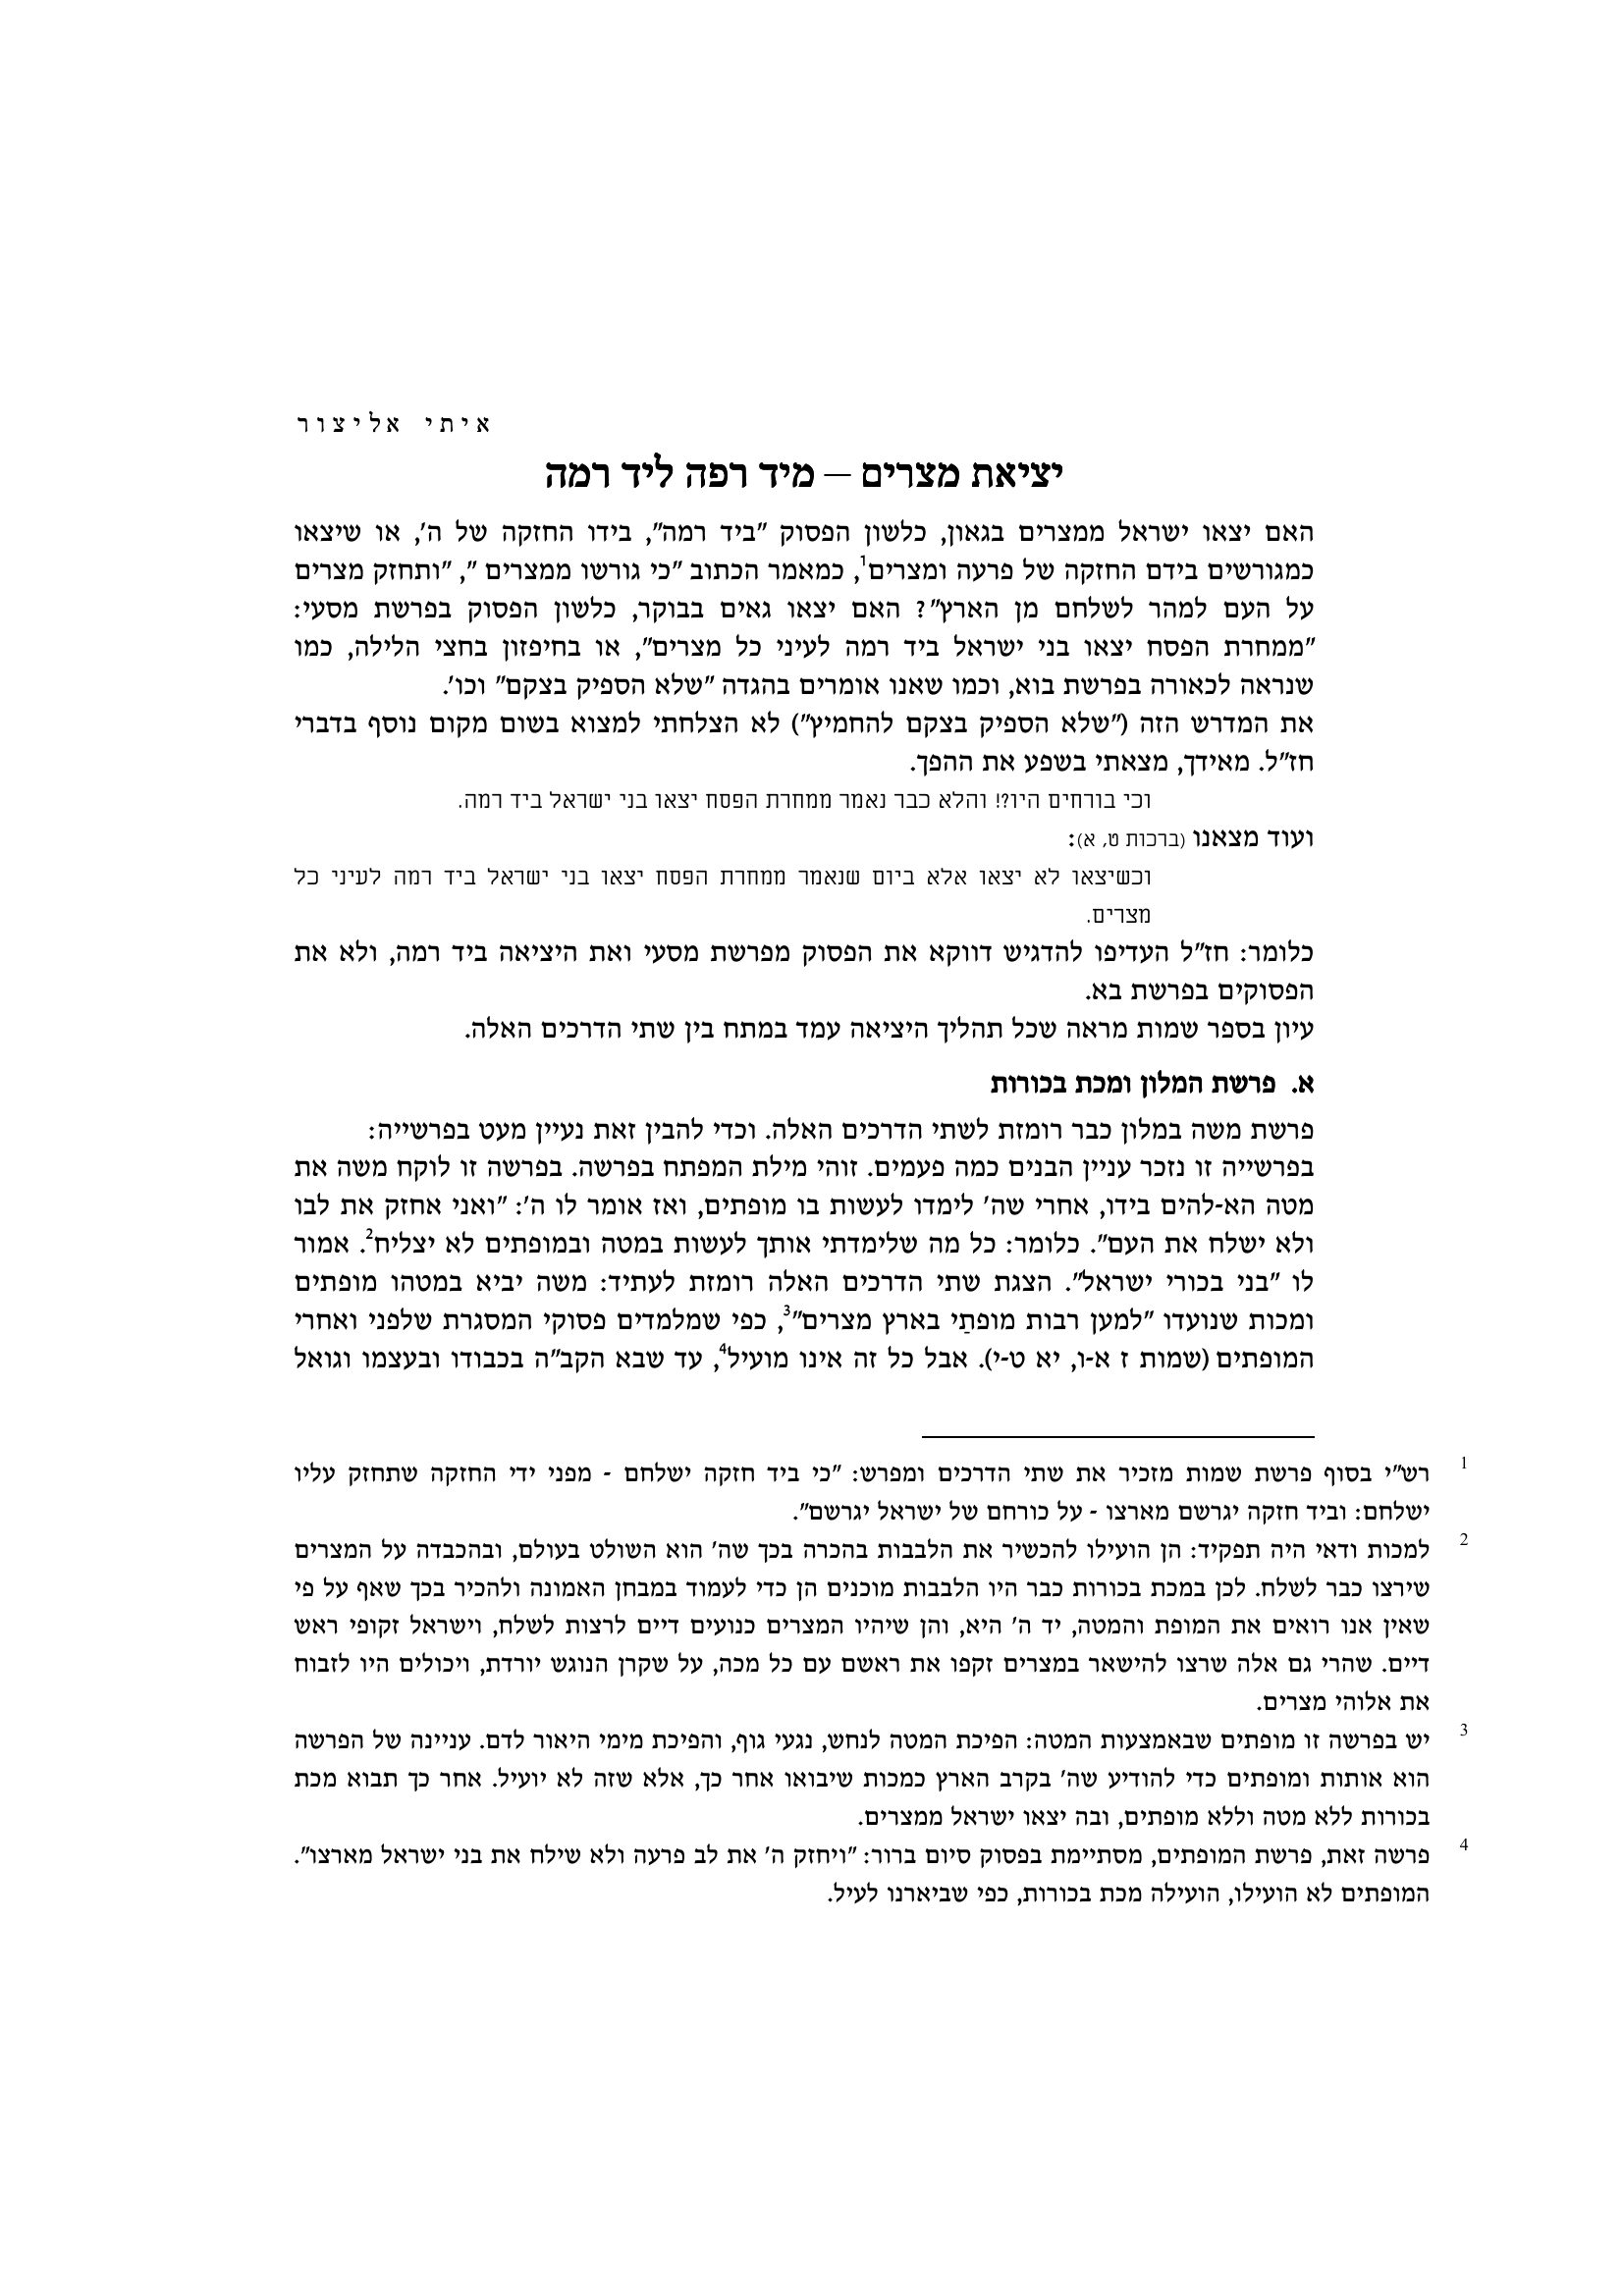 איתי אליצור
יציאת מצרים – מיד רפה ליד רמה
האם יצאו ישראל ממצרים בגאון, כלשון הפסוק "ביד רמה", בידו החזקה של ה', או שיצאו
כמגורשים בידם החזקה של פרעה ומצרים1, כמאמר הכתוב "כי גורשו ממצרים ", "ותחזק מצרים
על העם למהר לשלחם מן הארץ"? האם יצאו גאים בבוקר, כלשון הפסוק בפרשת מסעי:
"ממחרת הפסח יצאו בני ישראל ביד רמה לעיני כל מצרים", או בחיפזון בחצי הלילה, כמו
שנראה לכאורה בפרשת בוא, וכמו שאנו אומרים בהגדה "שלא הספיק בצקם" וכו'.
את המדרש הזה ("שלא הספיק בצקם להחמיץ") לא הצלחתי למצוא בשום מקום נוסף בדברי
חז"ל. מאידך, מצאתי בשפע את ההפך.
וכי בורחים היו?! והלא כבר נאמר ממחרת הפסח יצאו בני ישראל ביד רמה.
ועוד מצאנו (ברכות ט, א):
וכשיצאו לא יצאו אלא ביום שנאמר ממחרת הפסח יצאו בני ישראל ביד רמה לעיני כל
מצרים.
כלומר: חז"ל העדיפו להדגיש דווקא את הפסוק מפרשת מסעי ואת היציאה ביד רמה, ולא את
הפסוקים בפרשת בא.
עיון בספר שמות מראה שכל תהליך היציאה עמד במתח בין שתי הדרכים האלה.
א. פרשת המלון ומכת בכורות
פרשת משה במלון כבר רומזת לשתי הדרכים האלה. וכדי להבין זאת נעיין מעט בפרשייה:
בפרשייה זו נזכר עניין הבנים כמה פעמים. זוהי מילת המפתח בפרשה. בפרשה זו לוקח משה את
מטה הא-להים בידו, אחרי שה' לימדו לעשות בו מופתים, ואז אומר לו ה': "ואני אחזק את לבו
ולא ישלח את העם". כלומר: כל מה שלימדתי אותך לעשות במטה ובמופתים לא יצליח2. אמור
לו "בני בכורי ישראל". הצגת שתי הדרכים האלה רומזת לעתיד: משה יביא במטהו מופתים
ומכות שנועדו "למען רבות מופתַי בארץ מצרים"3, כפי שמלמדים פסוקי המסגרת שלפני ואחרי
המופתים (שמות ז א-ו, יא ט-י). אבל כל זה אינו מועיל4, עד שבא הקב"ה בכבודו ובעצמו וגואל
1 רש"י בסוף פרשת שמות מזכיר את שתי הדרכים ומפרש: "כי ביד חזקה ישלחם - מפני ידי החזקה שתחזק עליו
ישלחם: וביד חזקה יגרשם מארצו - על כורחם של ישראל יגרשם".
2 למכות ודאי היה תפקיד: הן הועילו להכשיר את הלבבות בהכרה בכך שה' הוא השולט בעולם, ובהכבדה על המצרים
שירצו כבר לשלח. לכן במכת בכורות כבר היו הלבבות מוכנים הן כדי לעמוד במבחן האמונה ולהכיר בכך שאף על פי
שאין אנו רואים את המופת והמטה, יד ה' היא, והן שיהיו המצרים כנועים דיים לרצות לשלח, וישראל זקופי ראש
דיים. שהרי גם אלה שרצו להישאר במצרים זקפו את ראשם עם כל מכה, על שקרן הנוגש יורדת, ויכולים היו לזבוח
את אלוהי מצרים.
3 יש בפרשה זו מופתים שבאמצעות המטה: הפיכת המטה לנחש, נגעי גוף, והפיכת מימי היאור לדם. עניינה של הפרשה
הוא אותות ומופתים כדי להודיע שה' בקרב הארץ כמכות שיבואו אחר כך, אלא שזה לא יועיל. אחר כך תבוא מכת
בכורות ללא מטה וללא מופתים, ובה יצאו ישראל ממצרים.
4 פרשה זאת, פרשת המופתים, מסתיימת בפסוק סיום ברור: "ויחזק ה' את לב פרעה ולא שילח את בני ישראל מארצו".
המופתים לא הועילו, הועילה מכת בכורות, כפי שביארנו לעיל.